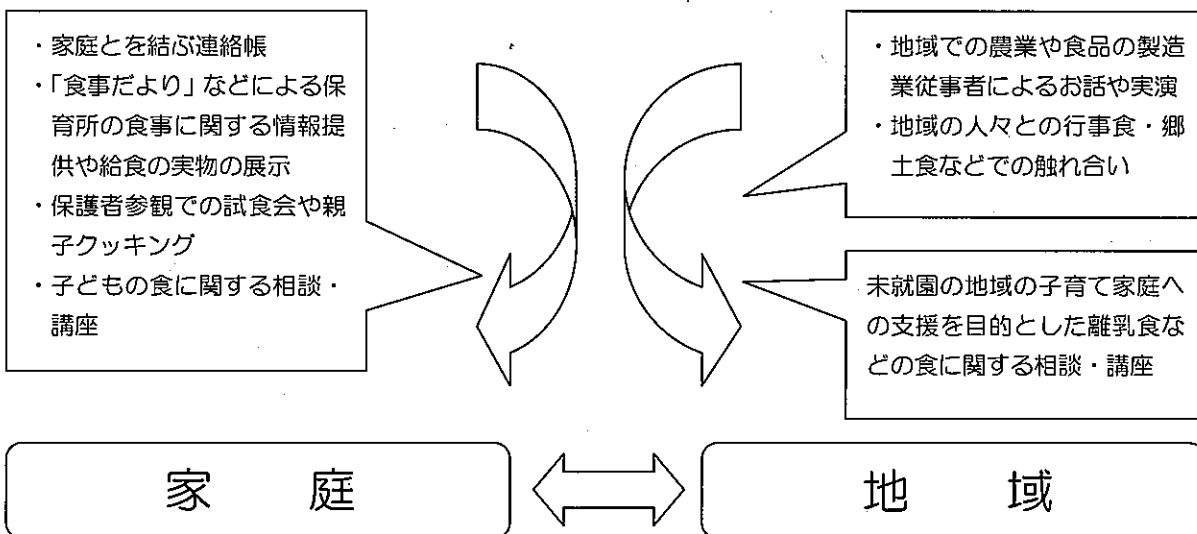 ・家庭とを結ぶ連絡帳
・「食事だより」などによる保
育所の食事に関する情報提
供や給食の実物の展示
・保護者参観での試食会や親
子クッキング
・子どもの食に関する相談・
講座
・地域での農業や食品の製造
業従事者によるお話や実演
・地域の人々との行事食・郷
土食などでの触れ合い
未就園の地域の子育て家庭へ
の支援を目的とした離乳食な
どの食に関する相談・講座
家庭
地域